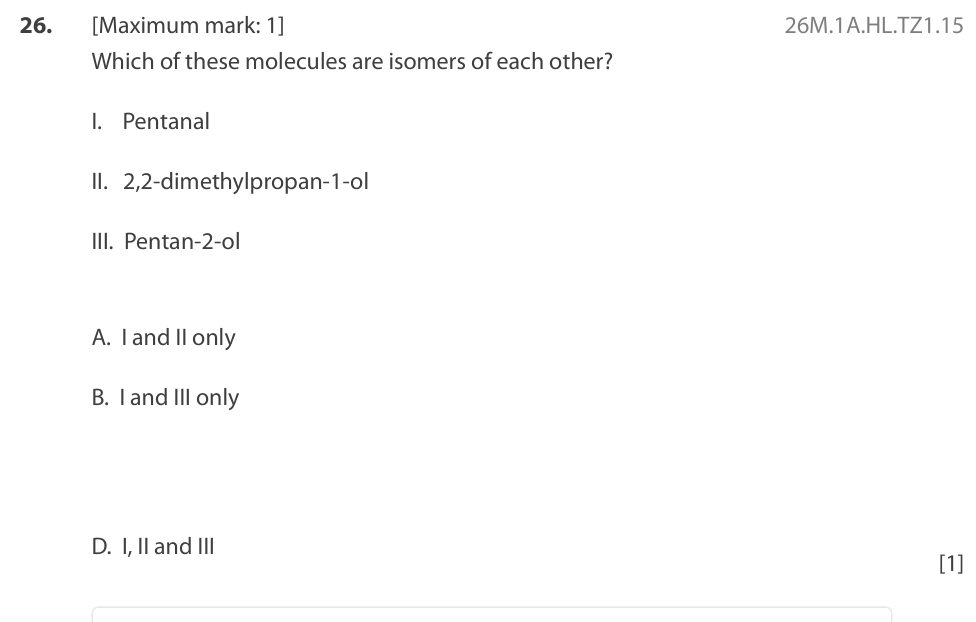 26. [Maximum mark: 1] 26M.1A.HL.TZ1.15
Which of these molecules are isomers of each other?
I. Pentanal
II. 2,2-dimethylpropan-1-ol
III. Pentan-2-ol
A. I and II only
B. I and III only
D. I, II and III
[1]